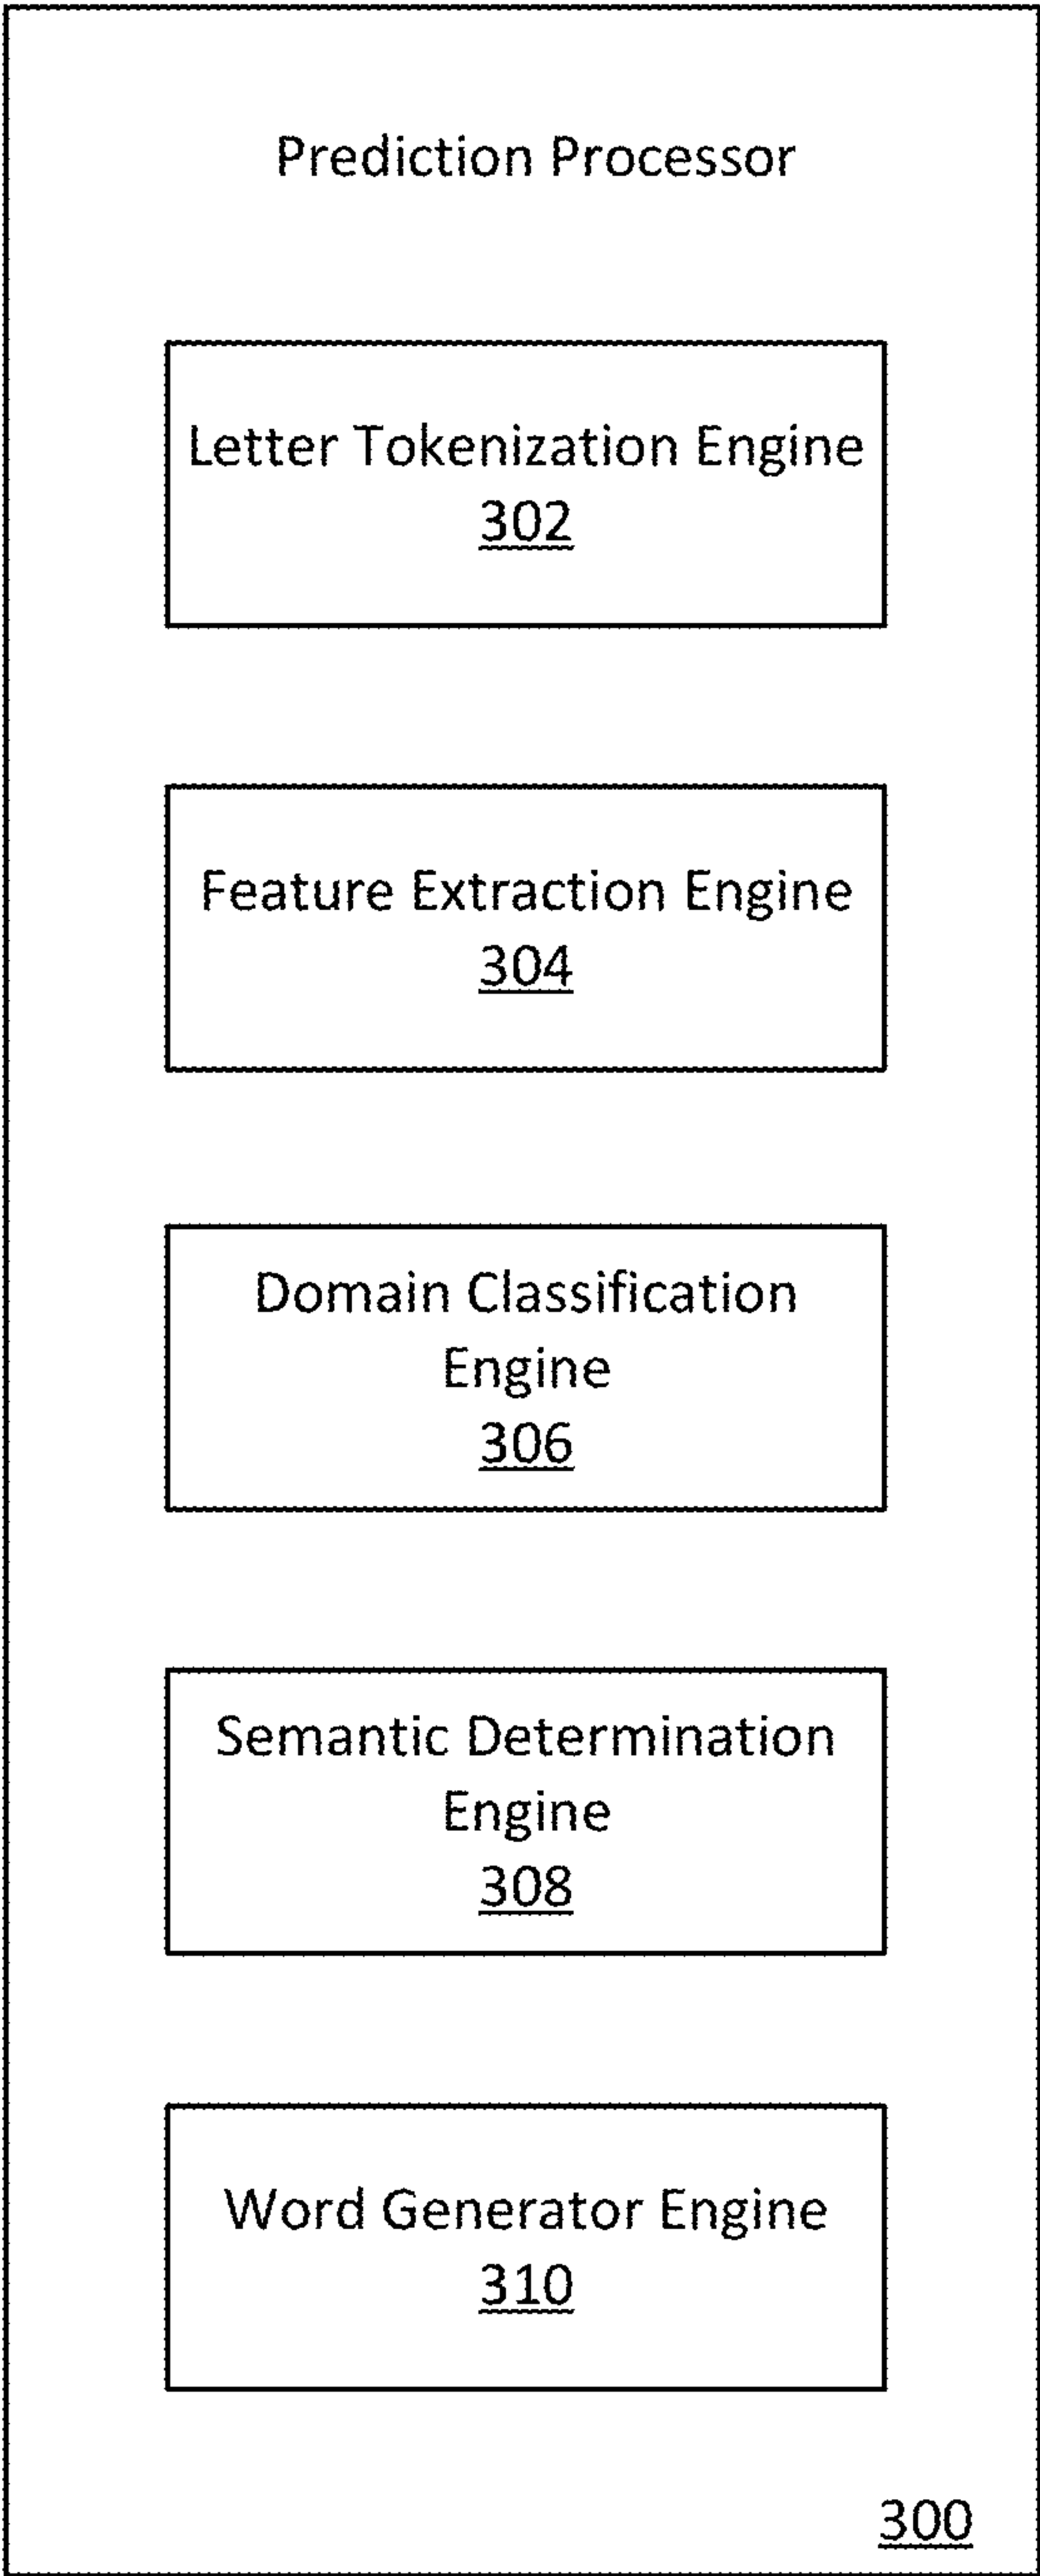 Prediction Processor
Letter Tokenization Engine
302
Feature Extraction Engine
304
Domain Classification
Engine
306
Semantic Determination
Engine
308
Word Generator Engine
310
300